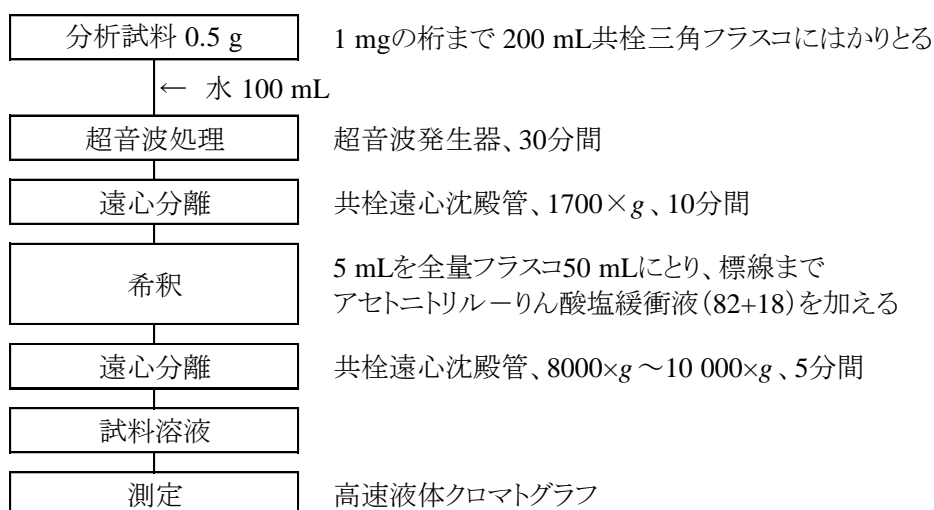 分析試料 0.5 g
1 mgの桁まで 200 mL共栓三角フラスコにはかりとる
← 水 100 mL
超音波処理
超音波発生器、30分間
遠心分離
共栓遠心沈殿管、1700×g 、10分間
希釈
5 mLを全量フラスコ50 mLにとり、標線まで
アセトニトリル－りん酸塩緩衝液(82+18)を加える
遠心分離
共栓遠心沈殿管、8000×g ～10 000×g 、5分間
試料溶液
測定
高速液体クロマトグラフ